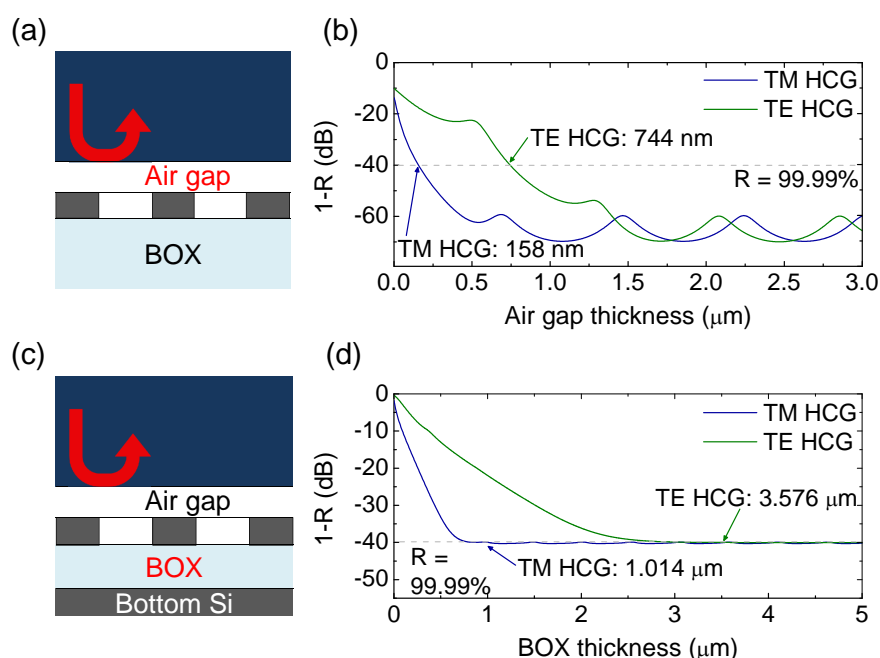 (a)
Air gap
BOX
(b)
0
-20
-40
-60
1-R (dB)
TM HCG
TE HCG
TE HCG: 744 nm
R = 99.99%
TM HCG: 158 nm
0.0 0.5 1.0 1.5 2.0 2.5 3.0
Air gap thickness (μm)
(c)
Air gap
BOX
Bottom Si
(d)
0
-10
-20
-30
-40
-50
1-R (dB)
TM HCG
TE HCG
TE HCG: 3.576 μm
R =
99.99%
TM HCG: 1.014 μm
0 1 2 3 4 5
BOX thickness (μm)